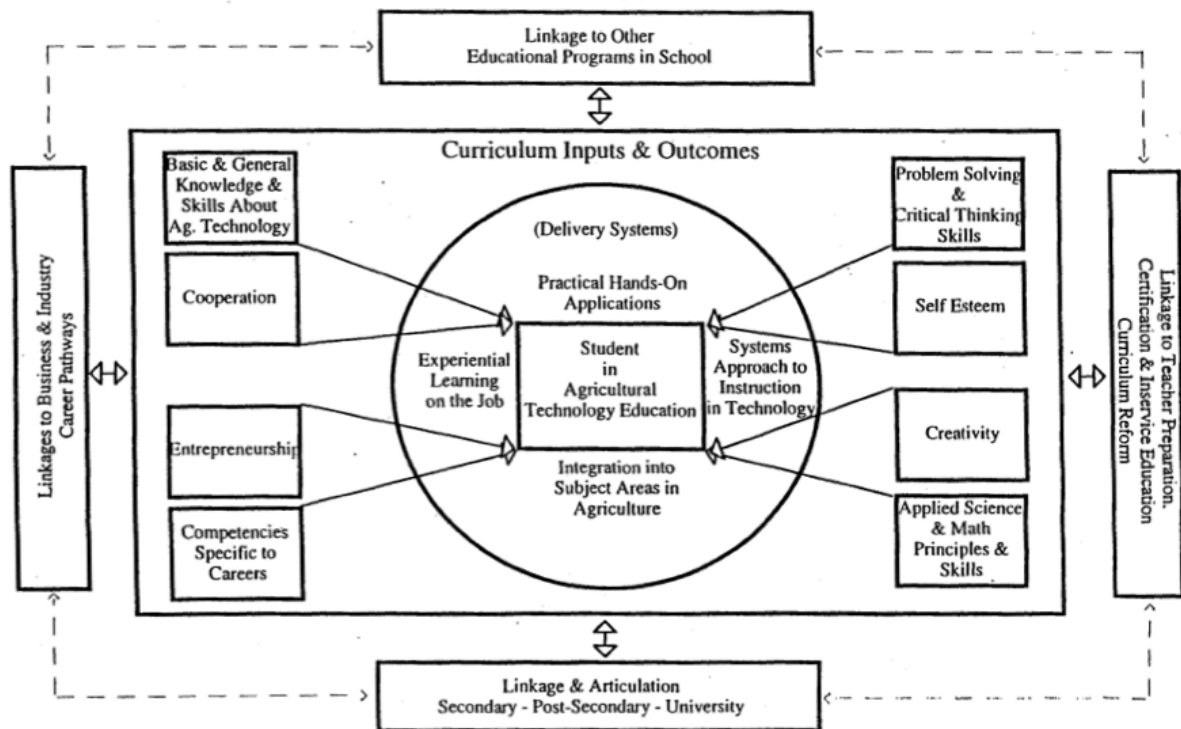 Linkage to Other
Educational Programs in School
Linkages to Business & Industry
Career Pathways
Curriculum Inputs & Outcomes
Basic & General
Knowledge &
Skills About
Ag. Technology
Cooperation
Entrepreneurship
Competencies
Specific to
Careers
(Delivery Systems)
Practical Hands-On
Applications
Experiential
Learning
on the Job
Student
in
Agricultural
Technology Education
Systems
Approach to
Instruction
in Technology
Integration into
Subject Areas in
Agriculture
Problem Solving
&
Critical Thinking
Skills
Self Esteem
Creativity
Applied Science
& Math
Principles &
Skills
Linkage to Teacher Preparation.
Certification & Inservice Education
Curriculum Reform
Linkage & Articulation
Secondary - Post-Secondary - University